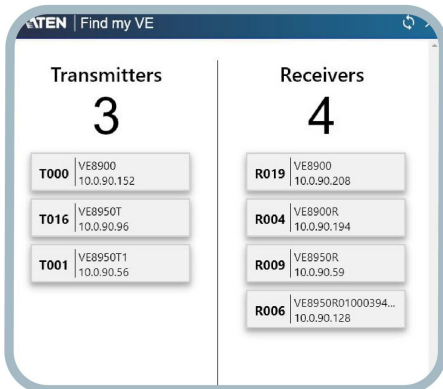 ATEN | Find my VE
Transmitters
3
T000 VE8900
10.0.90.152
T016 VE8950T
10.0.90.96
T001 VE8950T1
10.0.90.56
Receivers
4
R019 VE8900
10.0.90.208
R004 VE8900R
10.0.90.194
R009 VE8950R
10.0.90.59
R006 VE8950R01000394...
10.0.90.128